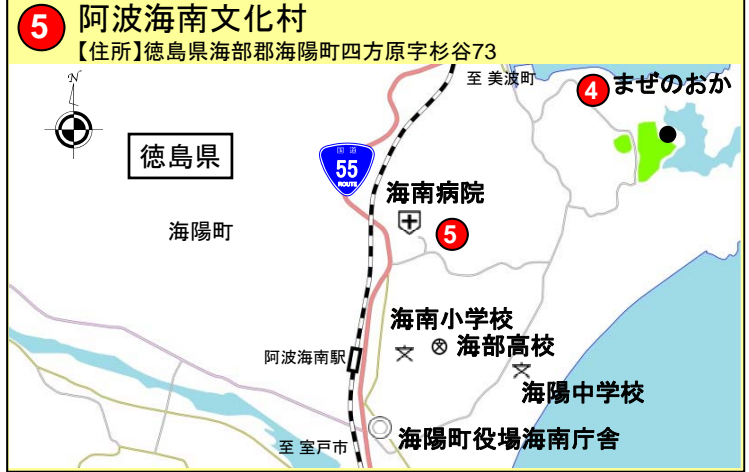 5 阿波海南文化村
【住所】徳島県海部郡海陽町四方原字杉谷73
N
至 美波町
4 まぜのおか
徳島県
国道
55
ROUTE
海南病院
海陽町
5
海南小学校
海部高校
阿波海南駅
海陽中学校
至 室戸市
海陽町役場海南庁舎